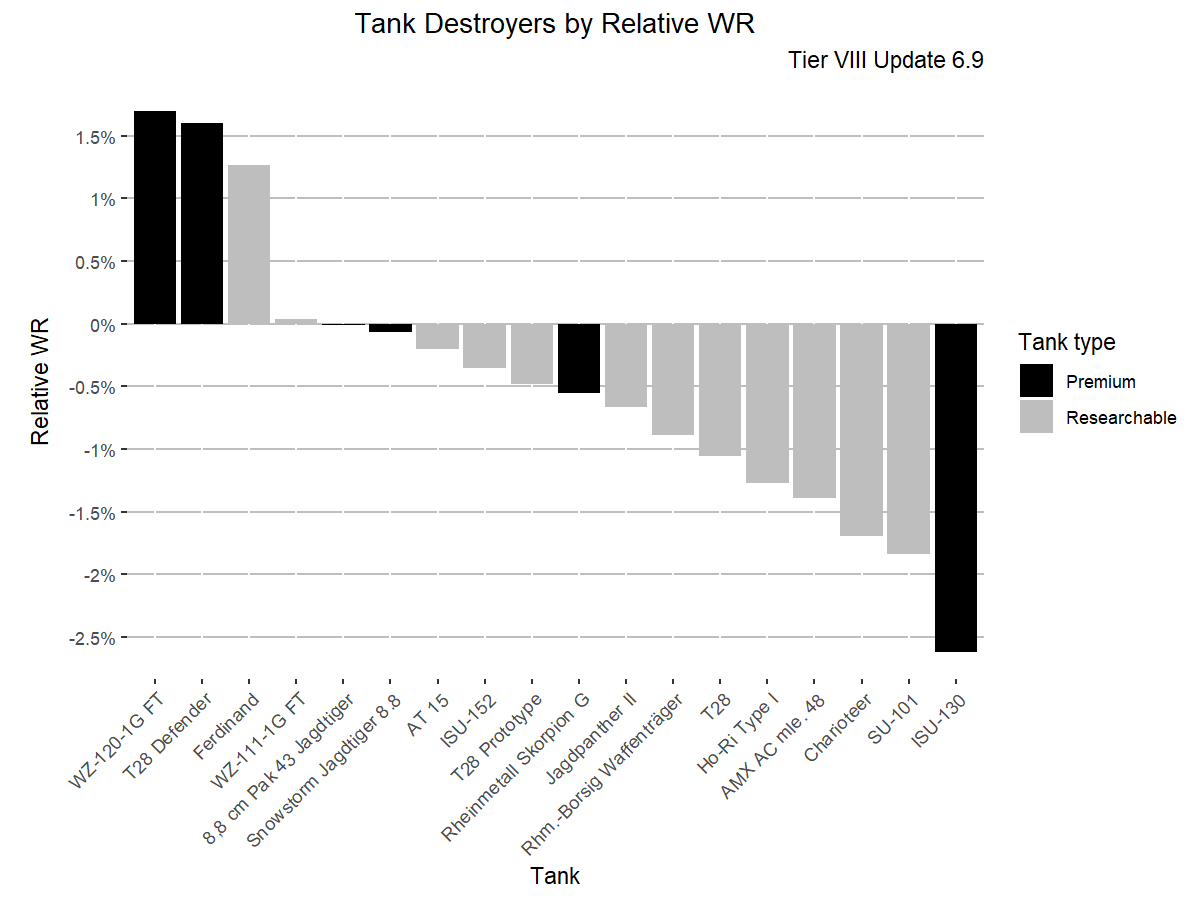 Tank Destroyers by Relative WR
Tier VIII Update 6.9
1.5%
1%
0.5%
0%
-0.5%
-1%
-1.5%
-2%
-2.5%
Relative WR
WZ-120-1G FT
T28 Defender
Ferdinand
WZ-111-1G FT
8,8 cm Pak 43 Jagdtiger
Snowstorm Jagdtiger 8.8
AT 15
ISU-152
T28 Prototype
Rheinmetall Skorpion G
Jagdpanther II
Rhm.-Borsig Waffenträger
T28
Ho-Ri Type I
AMX AC mle. 48
Charioteer
SU-101
ISU-130
Tank
Tank type
Premium
Researchable